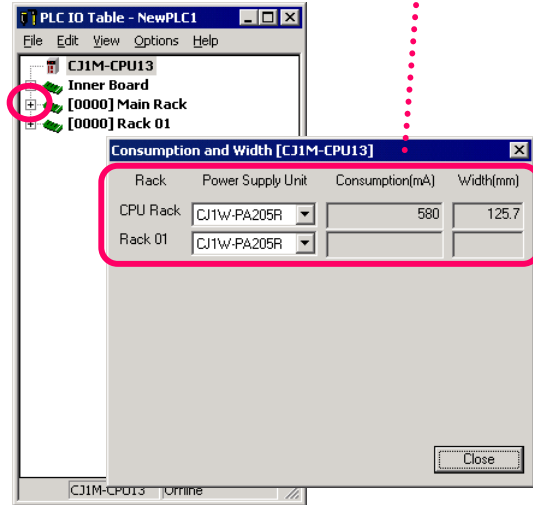 PLC IO Table - NewPLC1
File Edit View Options Help
CJ1M-CPU13
Inner Board
[0000] Main Rack
[0000] Rack 01
Consumption and Width [CJ1M-CPU13]
Rack Power Supply Unit Consumption(mA) Width(mm)
CPU Rack CJ1W-PA205R 580 125.7
Rack 01 CJ1W-PA205R
Close
CJ1M-CPU13 Offline